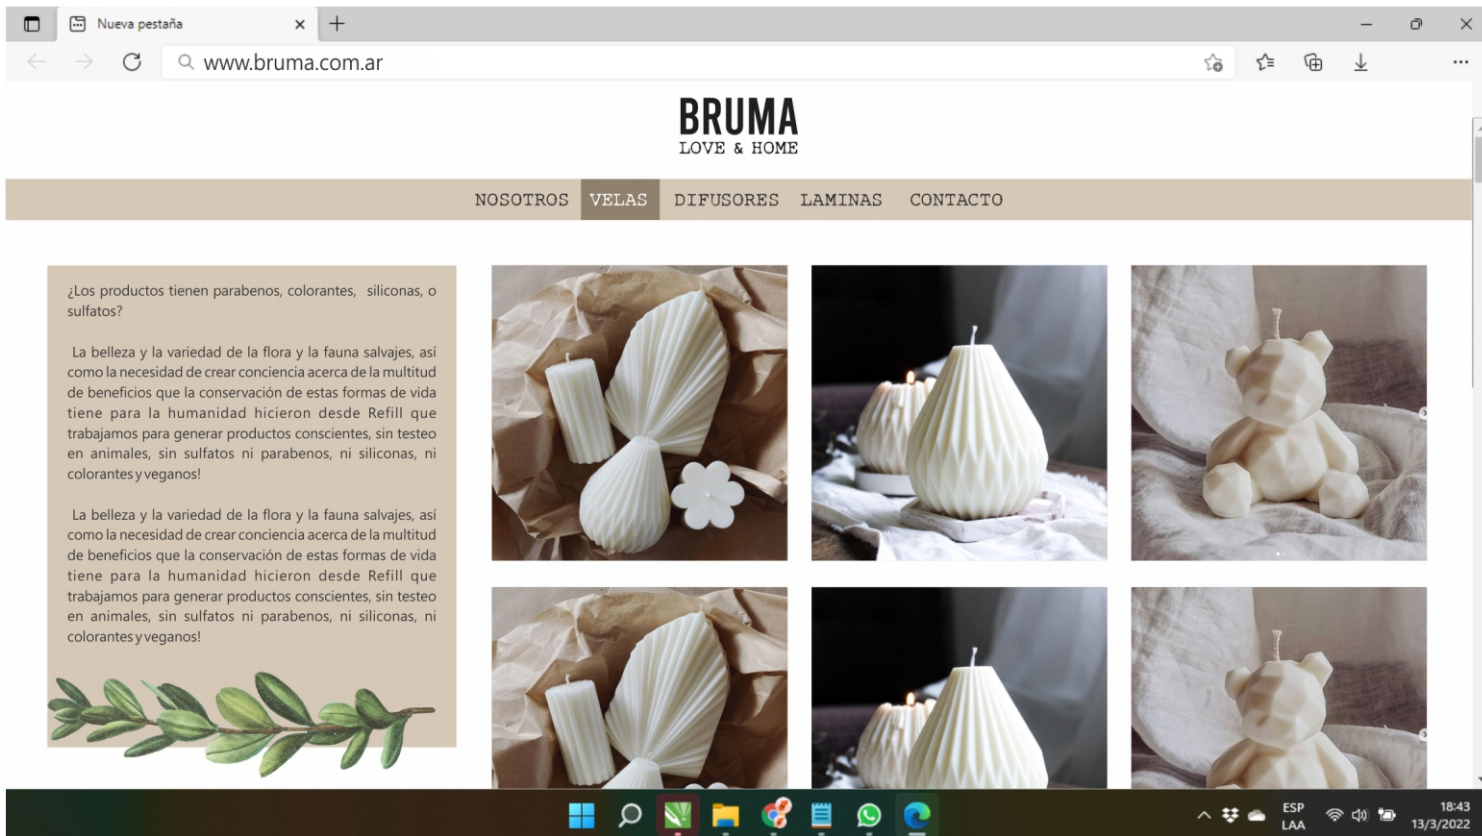 Nueva pestaña
www.bruma.com.ar
BRUMA
LOVE & HOME
NOSOTROS VELAS DIFUSORES LAMINAS CONTACTO
¿Los productos tienen parabenos, colorantes, siliconas, o
sulfatos?
La belleza y la variedad de la flora y la fauna salvajes, así
como la necesidad de crear conciencia acerca de la multitud
de beneficios que la conservación de estas formas de vida
tiene para la humanidad hicieron desde Refill que
trabajamos para generar productos conscientes, sin testeo
en animales, sin sulfatos ni parabenos, ni siliconas, ni
colorantes y veganos!
La belleza y la variedad de la flora y la fauna salvajes, así
como la necesidad de crear conciencia acerca de la multitud
de beneficios que la conservación de estas formas de vida
tiene para la humanidad hicieron desde Refill que
trabajamos para generar productos conscientes, sin testeo
en animales, sin sulfatos ni parabenos, ni siliconas, ni
colorantes y veganos!
ESP
LAA
18:43
13/3/2022